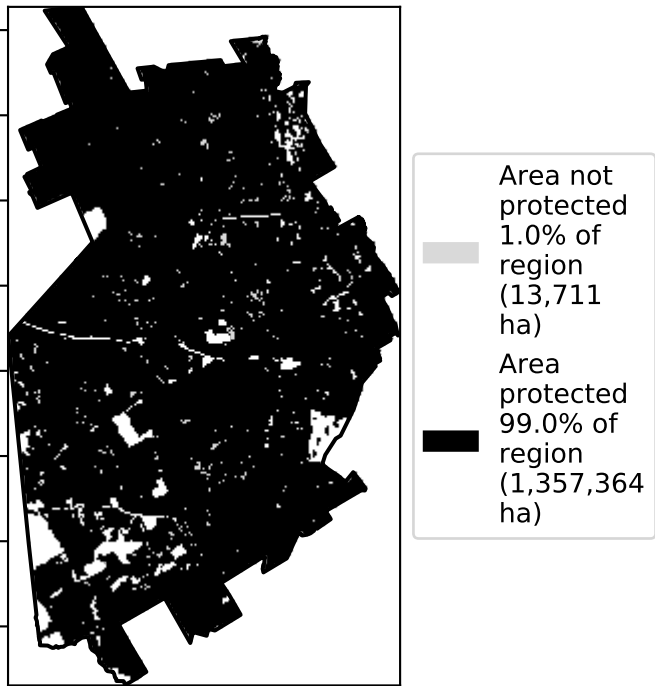 Area not
protected
1.0% of
region
(13,711
ha)
Area
protected
99.0% of
region
(1,357,364
ha)